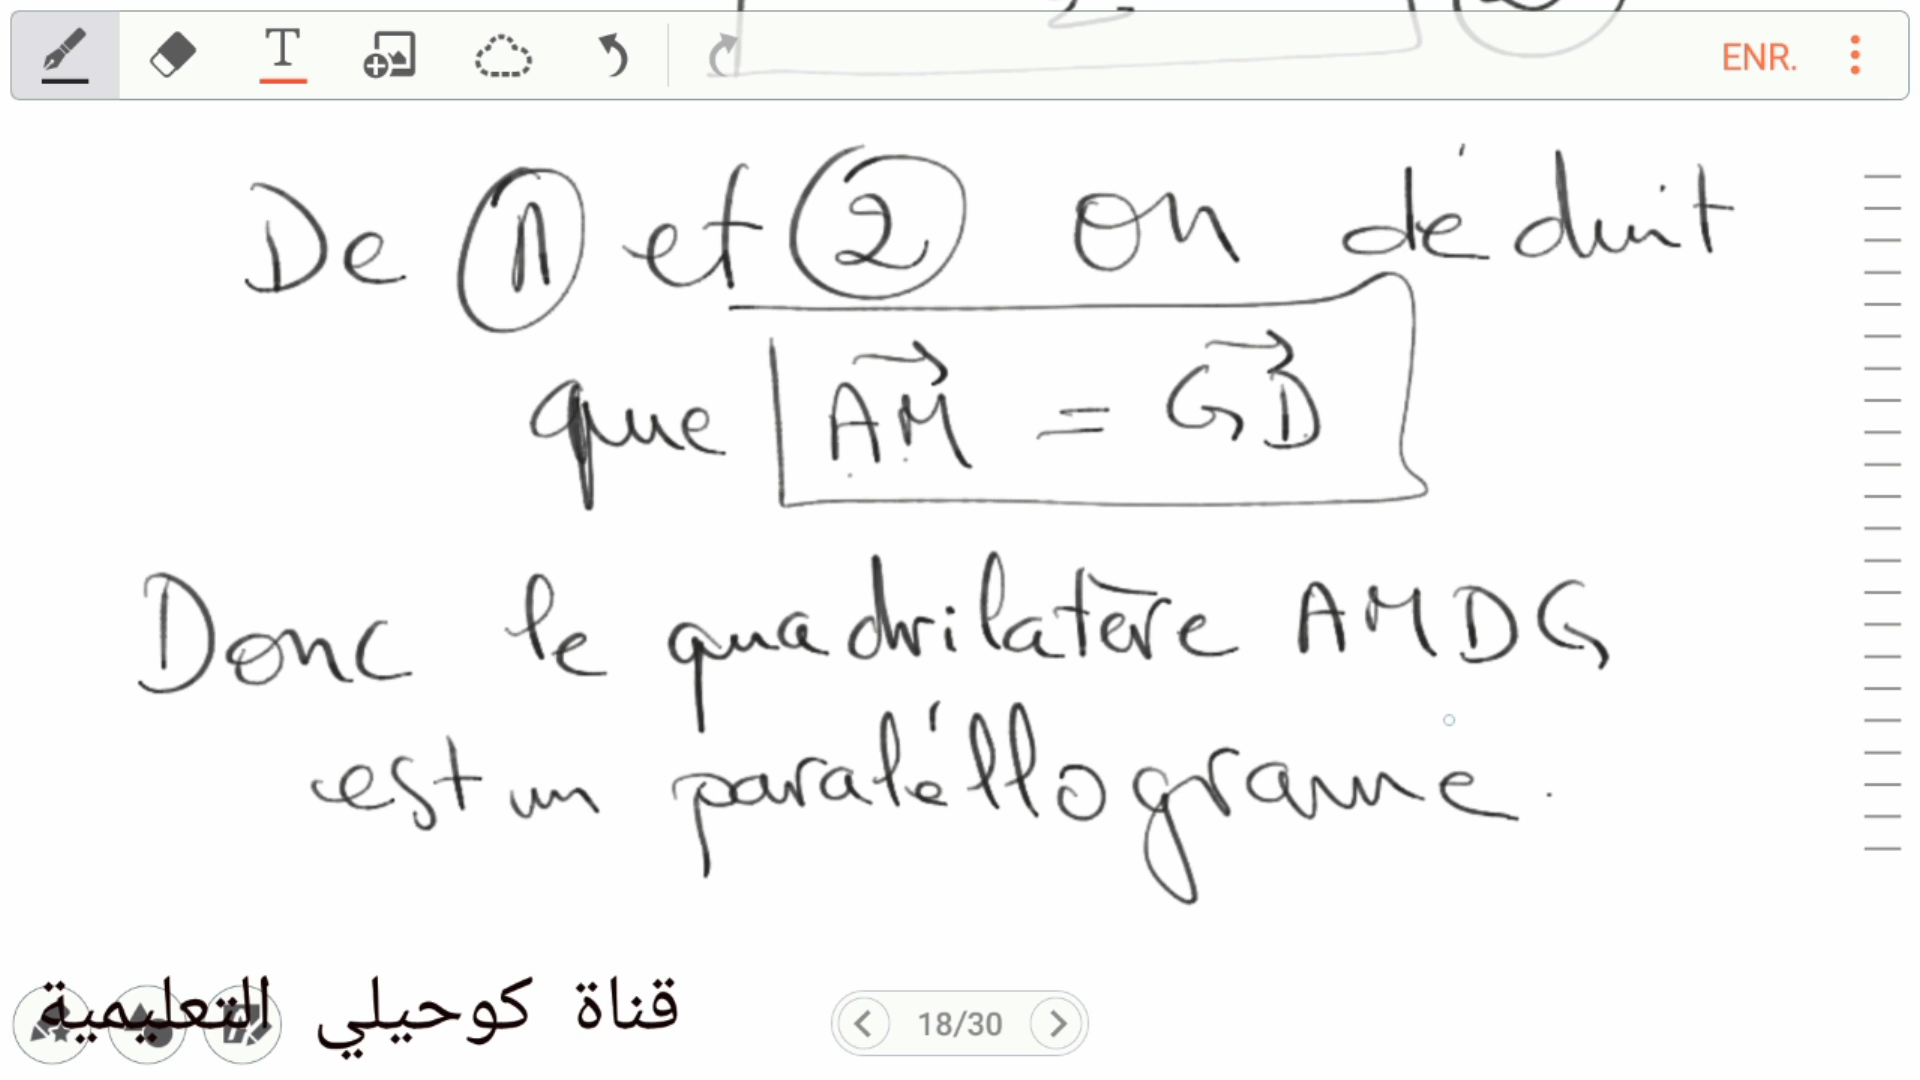 T
ENR.
De ① et ② on déduit
que AM = GD
Donc le quadrilatère AMDG
est un paraléllograme.
قناة كوحيلي التعليمية
18/30